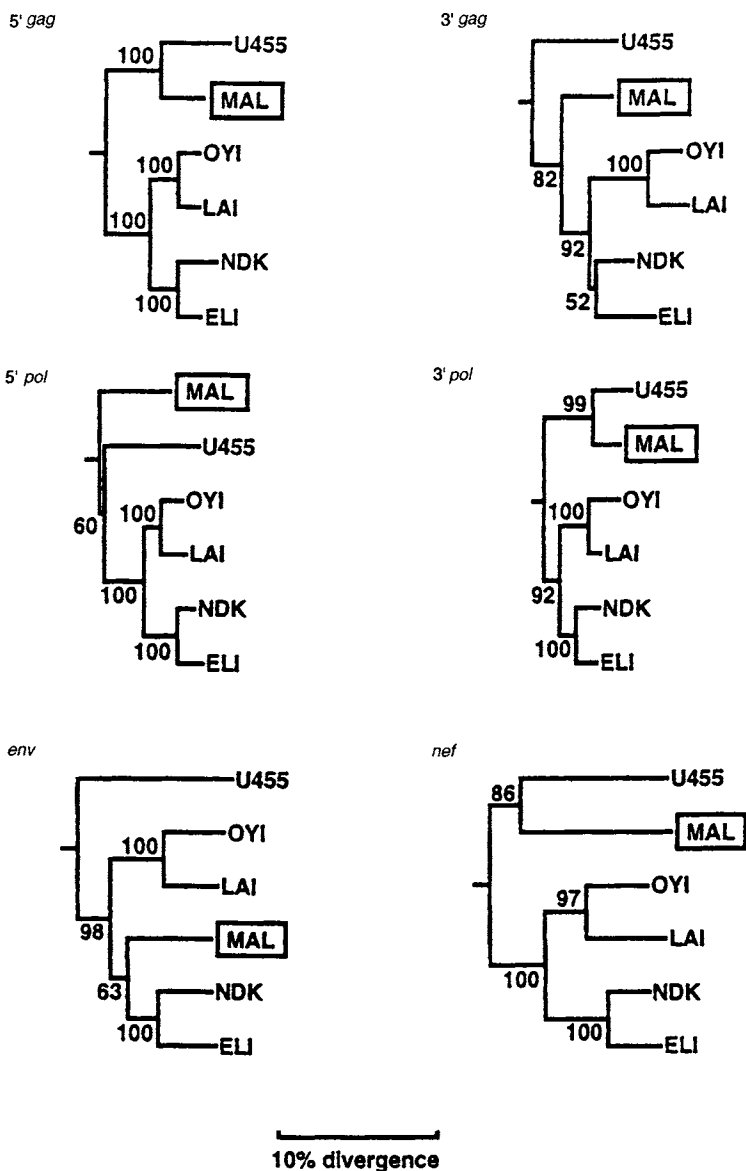 5' gag
100
U455
MAL
100
OYI
LAI
100
NDK
100
ELI
3' gag
U455
MAL
82
100
OYI
LAI
92
NDK
52
ELI
5' pol
MAL
U455
60
100
OYI
LAI
100
NDK
100
ELI
3' pol
99
U455
MAL
100
OYI
LAI
92
NDK
100
ELI
env
U455
100
OYI
LAI
98
MAL
63
NDK
100
ELI
nef
86
U455
MAL
97
OYI
LAI
100
NDK
100
ELI
10% divergence